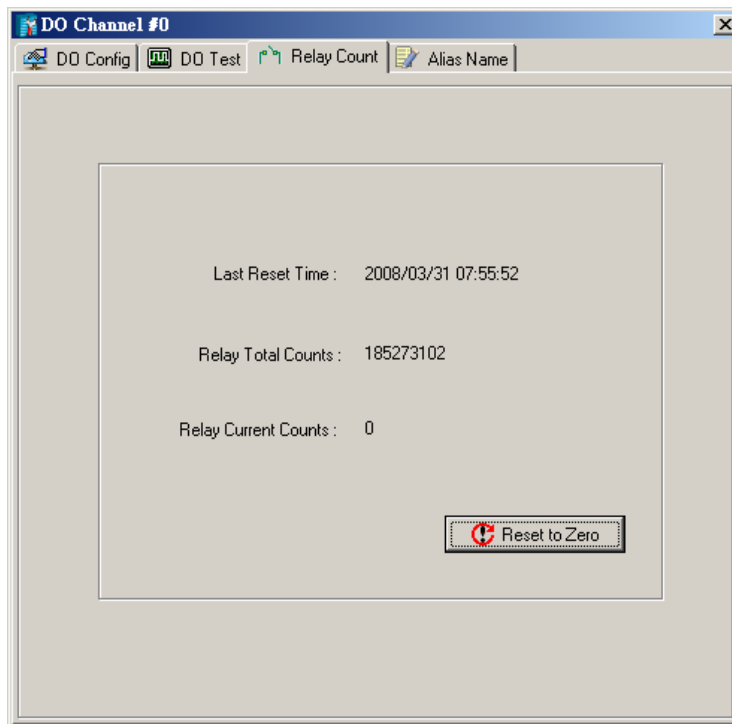 DO Channel #0
DO Config DO Test Relay Count Alias Name
Last Reset Time : 2008/03/31 07:55:52
Relay Total Counts : 185273102
Relay Current Counts : 0
Reset to Zero